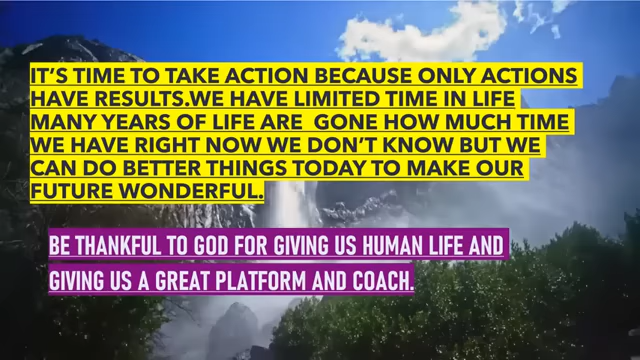 IT'S TIME TO TAKE ACTION BECAUSE ONLY ACTIONS
HAVE RESULTS.WE HAVE LIMITED TIME IN LIFE
MANY YEARS OF LIFE ARE  GONE HOW MUCH TIME
WE HAVE RIGHT NOW WE DON'T KNOW BUT WE
CAN DO BETTER THINGS TODAY TO MAKE OUR
FUTURE WONDERFUL.
BE THANKFUL TO GOD FOR GIVING US HUMAN LIFE AND
GIVING US A GREAT PLATFORM AND COACH.